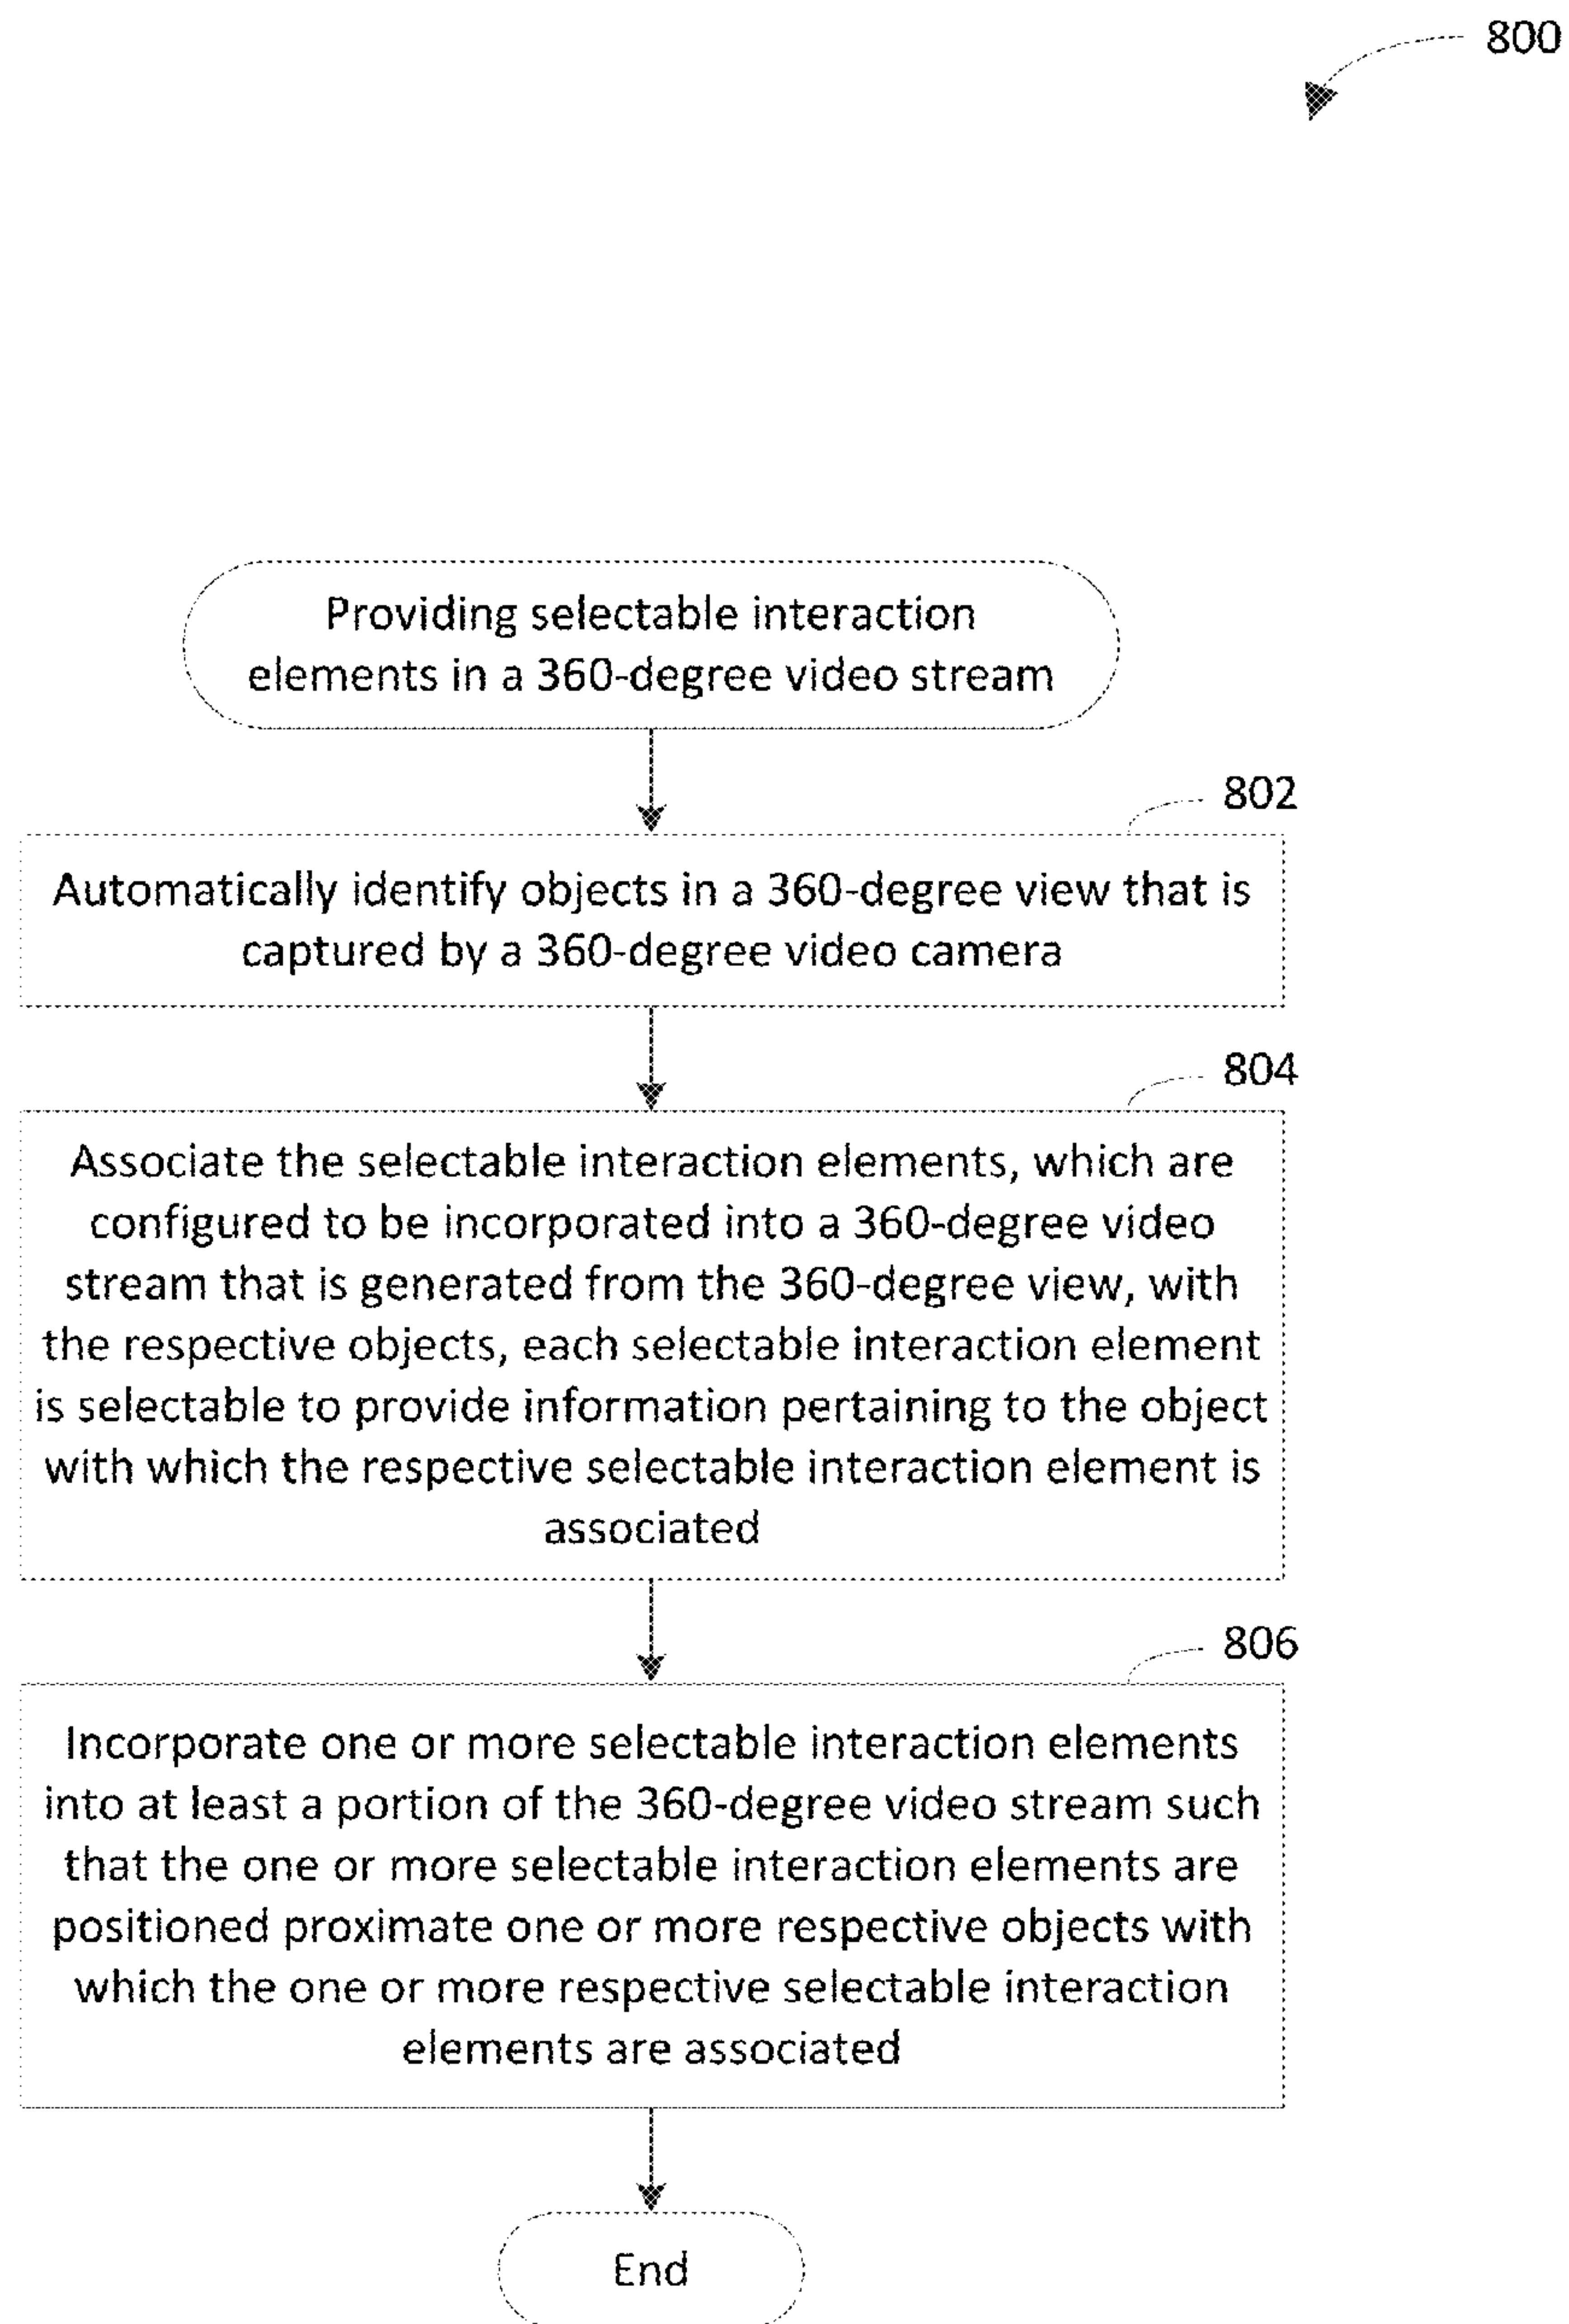 800
Providing selectable interaction
elements in a 360-degree video stream
802
Automatically identify objects in a 360-degree view that is
captured by a 360-degree video camera
804
Associate the selectable interaction elements, which are
configured to be incorporated into a 360-degree video
stream that is generated from the 360-degree view, with
the respective objects, each selectable interaction element
is selectable to provide information pertaining to the object
with which the respective selectable interaction element is
associated
806
Incorporate one or more selectable interaction elements
into at least a portion of the 360-degree video stream such
that the one or more selectable interaction elements are
positioned proximate one or more respective objects with
which the one or more respective selectable interaction
elements are associated
End